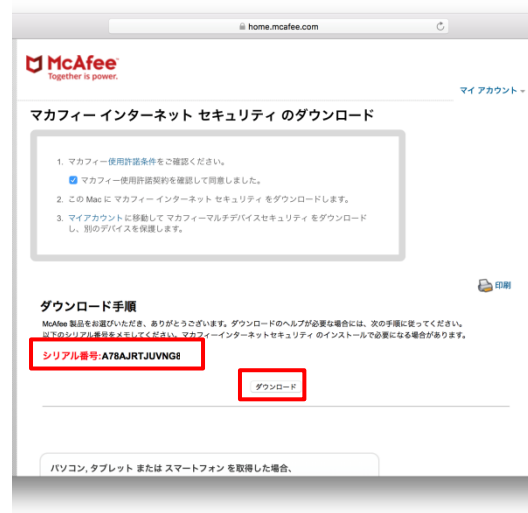 home.mcafee.com
McAfee
Together is power.
マイ アカウント
マカフィー インターネット セキュリティ のダウンロード
1. マカフィー使用許諾条件をご確認ください。
マカフィー使用許諾契約を確認して同意しました。
2. この Mac に マカフィー インターネット セキュリティ をダウンロードします。
3. マイアカウント に移動して マカフィーマルチデバイスセキュリティ をダウンロード
し、別のデバイスを保護します。
印刷
ダウンロード手順
McAfee 製品をお選びいただき、ありがとうございます。ダウンロードのヘルプが必要な場合には、次の手順に従ってください。
以下のシリアル番号をメモしてください。マカフィーインターネットセキュリティ のインストールで必要になる場合があります。
シリアル番号:A78AJRTJUVNG8
ダウンロード
パソコン, タブレット または スマートフォン を取得した場合、